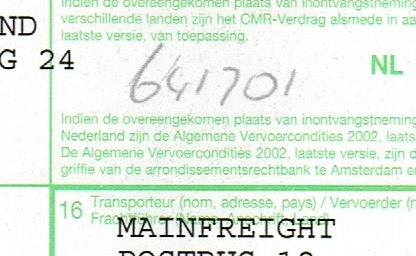 Indien de overeengekomen plaats van inontvangstneming
verschillende landen zijn het CMR-Verdrag alsmede in aa
laatste versie, van toepassing.
ND
G 24
NL
641701
Indien de overeengekomen plaats van inontvangstneming
Nederland zijn de Algemene Vervoercondities 2002, laatst
De Algemene Vervoercondities 2002, laatste versie, zijn d
griffie van de arrondissementsrechtbank te Amsterdam e
16 Transporteur (nom, adresse, pays) / Vervoerder (n
Frachtführer (Name, Anschrift, Land)
MAINFREIGHT
POSTBUS 12